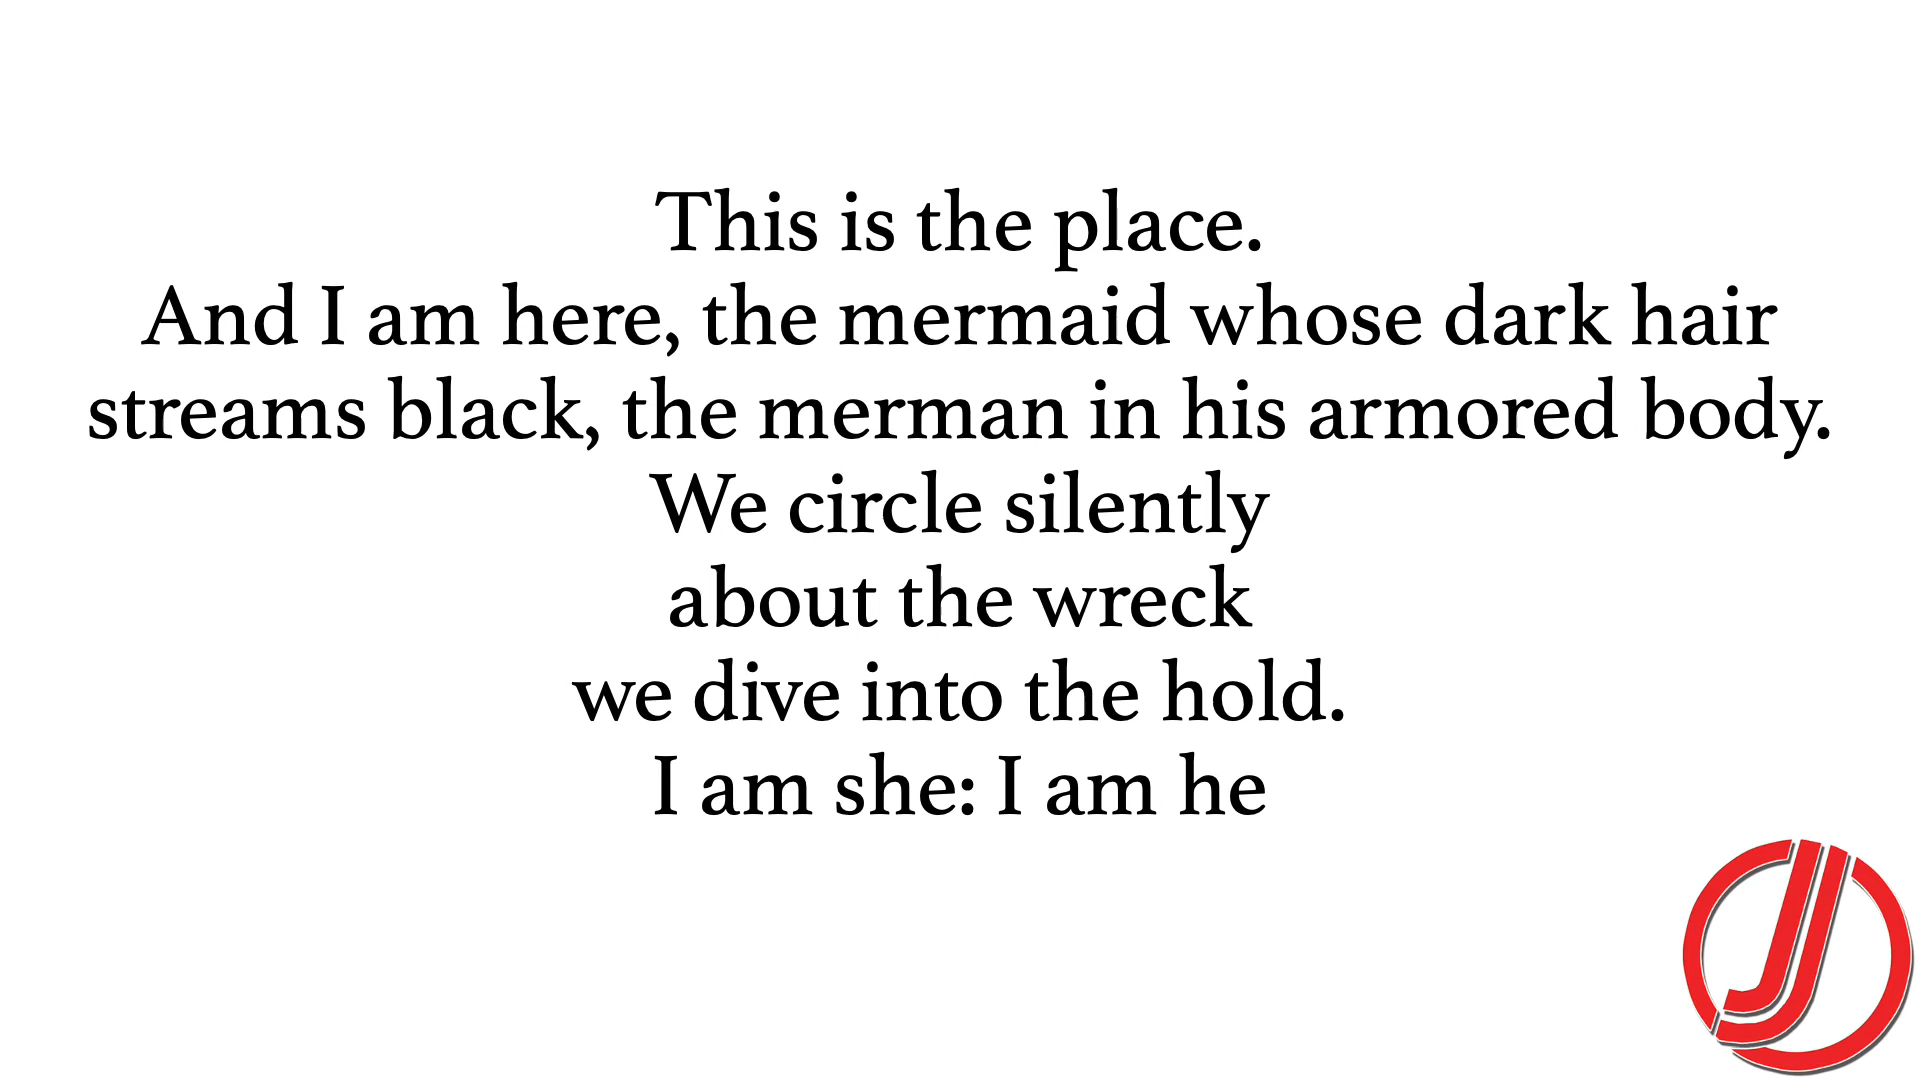 This is the place.
And I am here, the mermaid whose dark hair
streams black, the merman in his armored body.
We circle silently
about the wreck
we dive into the hold.
I am she: I am he